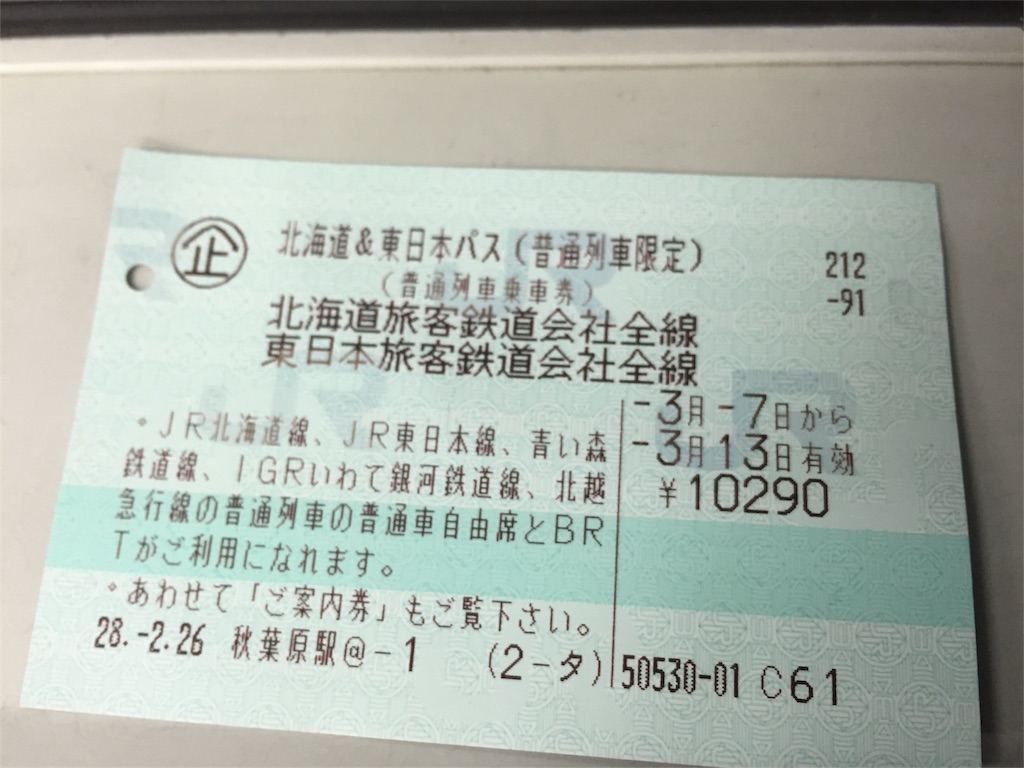 企 北海道&東日本パス(普通列車限定) 212
(普通列車乗車券) -91
北海道旅客鉄道会社全線
東日本旅客鉄道会社全線
-3月-7日から
-3月13日有効
¥10290
・JR北海道線、JR東日本線、青い森
鉄道線、IGRいわて銀河鉄道線、北越
急行線の普通列車の普通車自由席とBR
Tがご利用になれます。
・あわせて「ご案内券」もご覧下さい。
28.-2.26 秋葉原駅@-1 (2-タ) 50530-01 C61